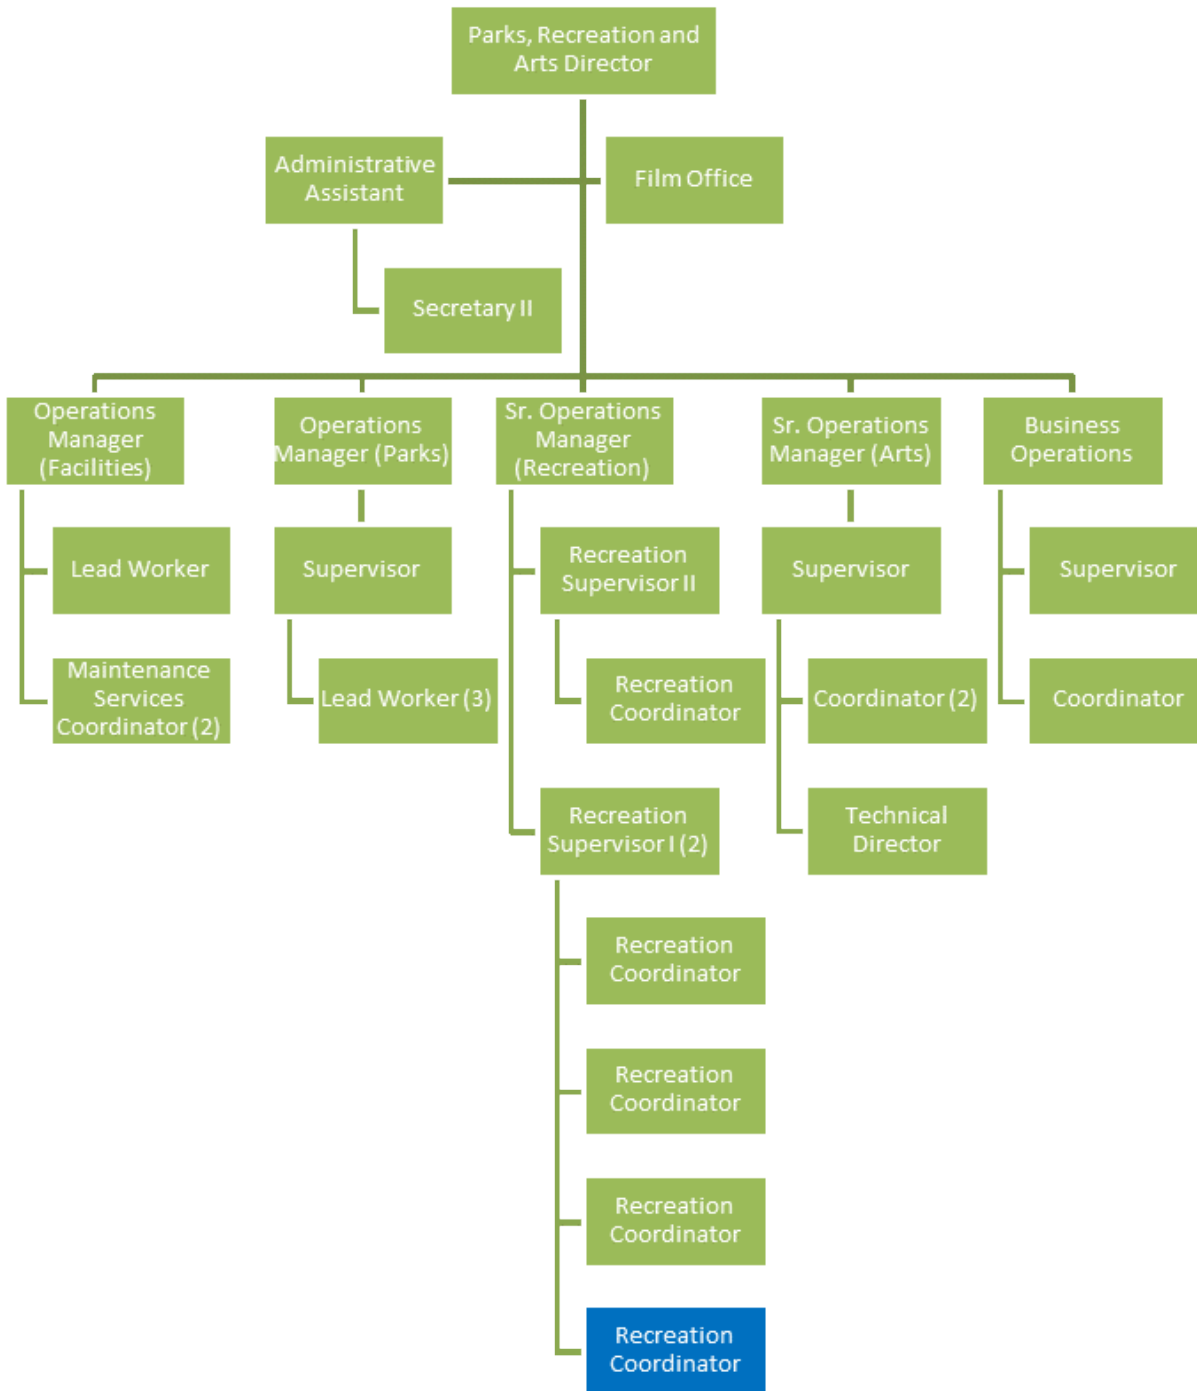 Parks, Recreation and
Arts Director
Administrative
Assistant
Film Office
Secretary II
Operations
Manager
(Facilities)
Operations
Manager (Parks)
Sr. Operations
Manager
(Recreation)
Sr. Operations
Manager (Arts)
Business
Operations
Lead Worker
Supervisor
Recreation
Supervisor II
Supervisor
Supervisor
Maintenance
Services
Coordinator (2)
Lead Worker (3)
Recreation
Coordinator
Coordinator (2)
Coordinator
Recreation
Supervisor I (2)
Technical
Director
Recreation
Coordinator
Recreation
Coordinator
Recreation
Coordinator
Recreation
Coordinator